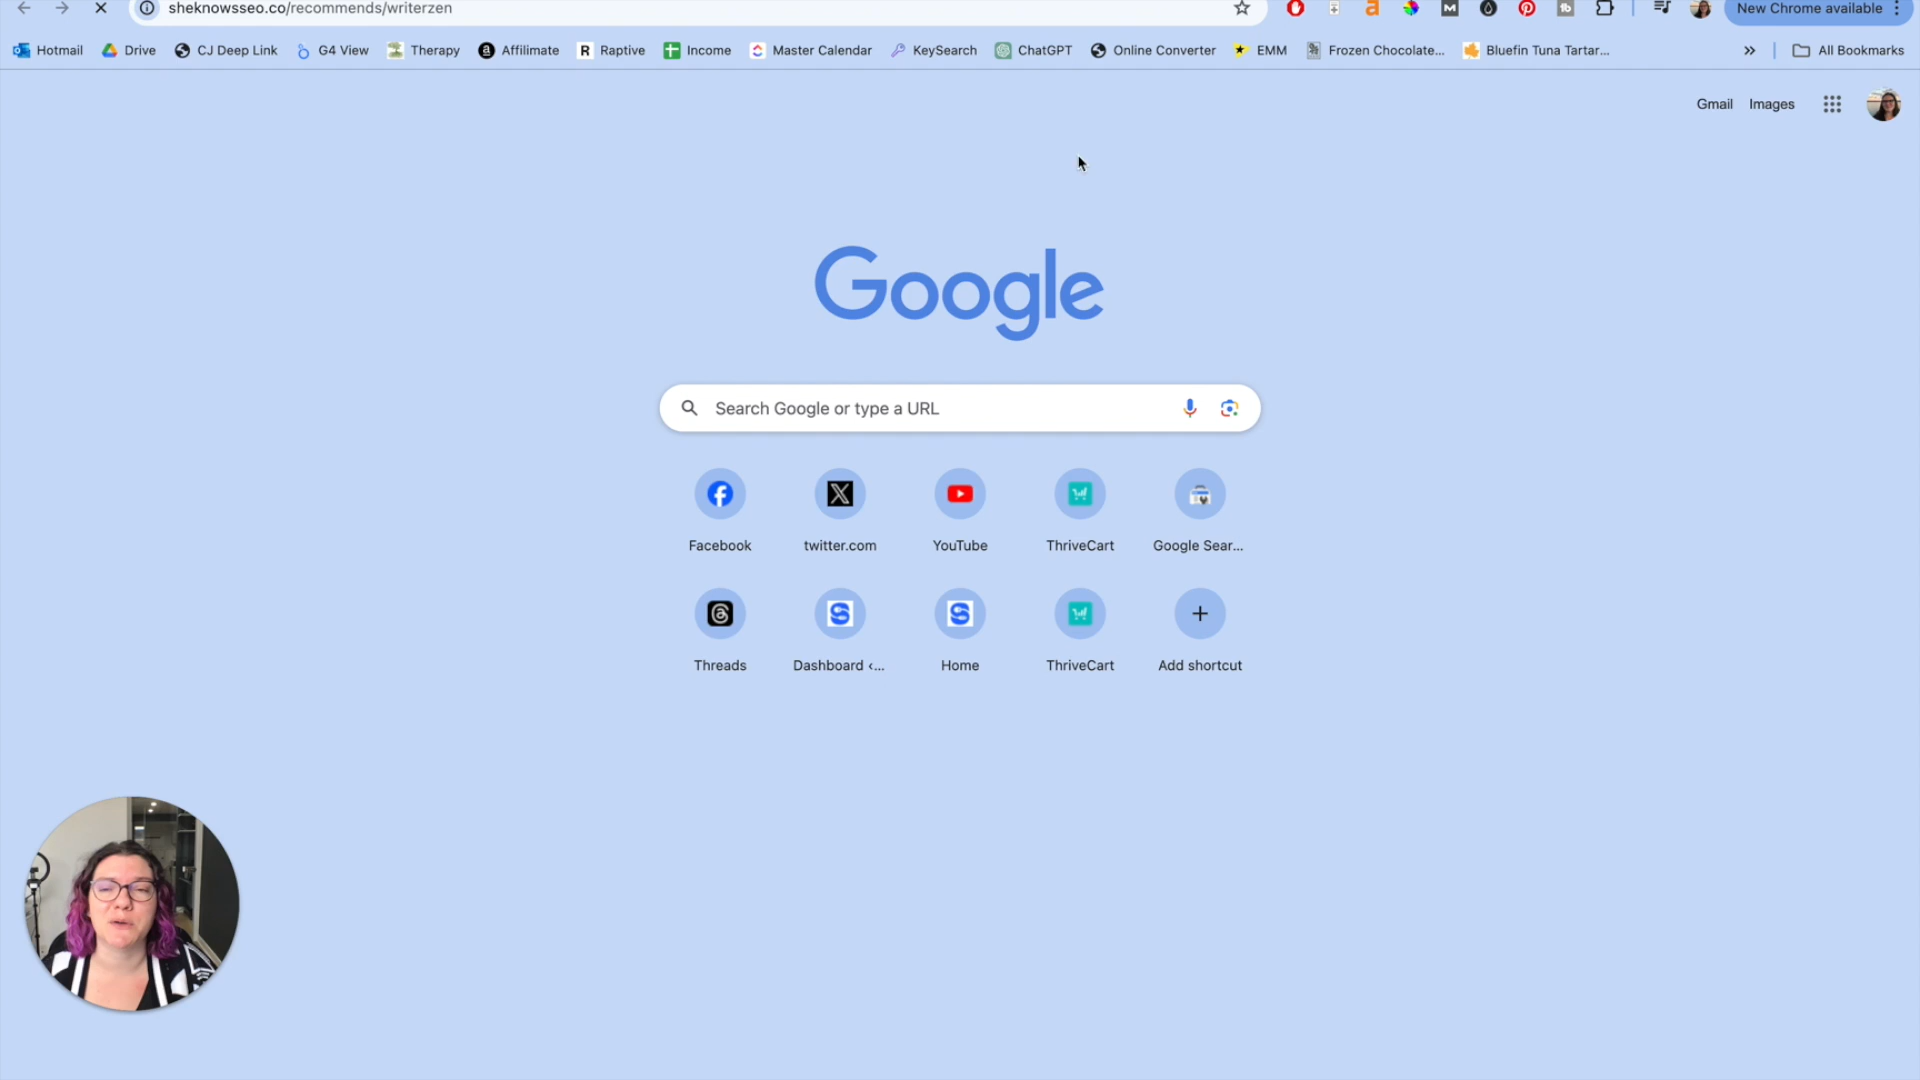 sheknowsseo.co/recommends/writerzen
New Chrome available
Hotmail Drive CJ Deep Link G4 View Therapy Affilimate Raptive Income Master Calendar KeySearch ChatGPT Online Converter EMM Frozen Chocolate... Bluefin Tuna Tartar... » All Bookmarks
Gmail Images
Google
Search Google or type a URL
Facebook twitter.com YouTube ThriveCart Google Sear...
Threads Dashboard ‹... Home ThriveCart Add shortcut